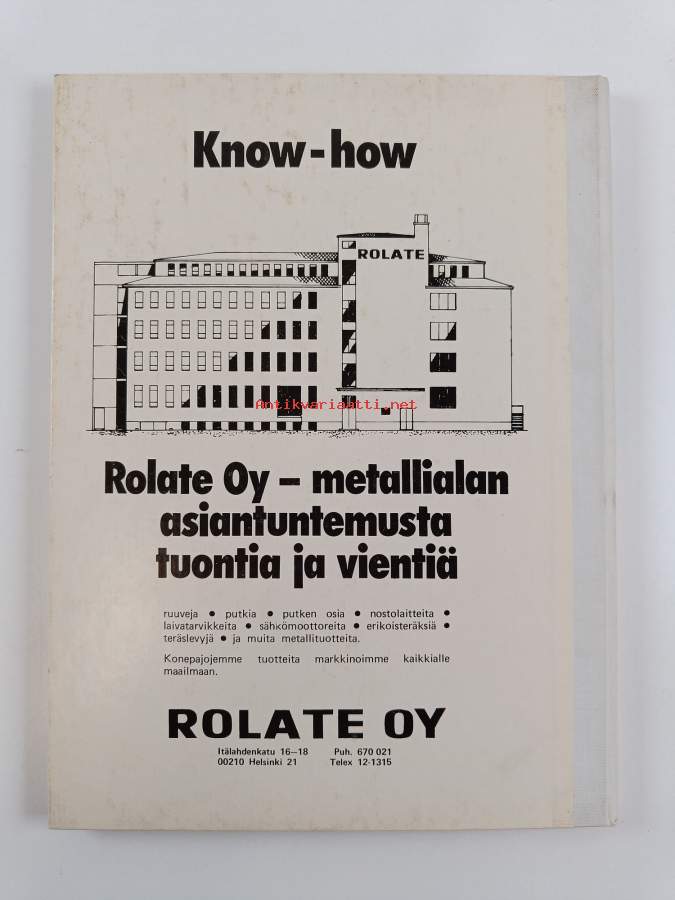 Know-how
ROLATE
Antikvariaatti.net
Rolate Oy – metallialan
asiantuntemusta
tuontia ja vientiä
ruuveja ● putkia ● putken osia ● nostolaitteita ●
laivatarvikkeita ● sähkömoottoreita ● erikoisteräksiä ●
teräslevyjä ● ja muita metallituotteita.
Konepajojemme tuotteita markkinoimme kaikkialle
maailmaan.
ROLATE OY
Itälahdenkatu 16–18 Puh. 670 021
00210 Helsinki 21 Telex 12-1315